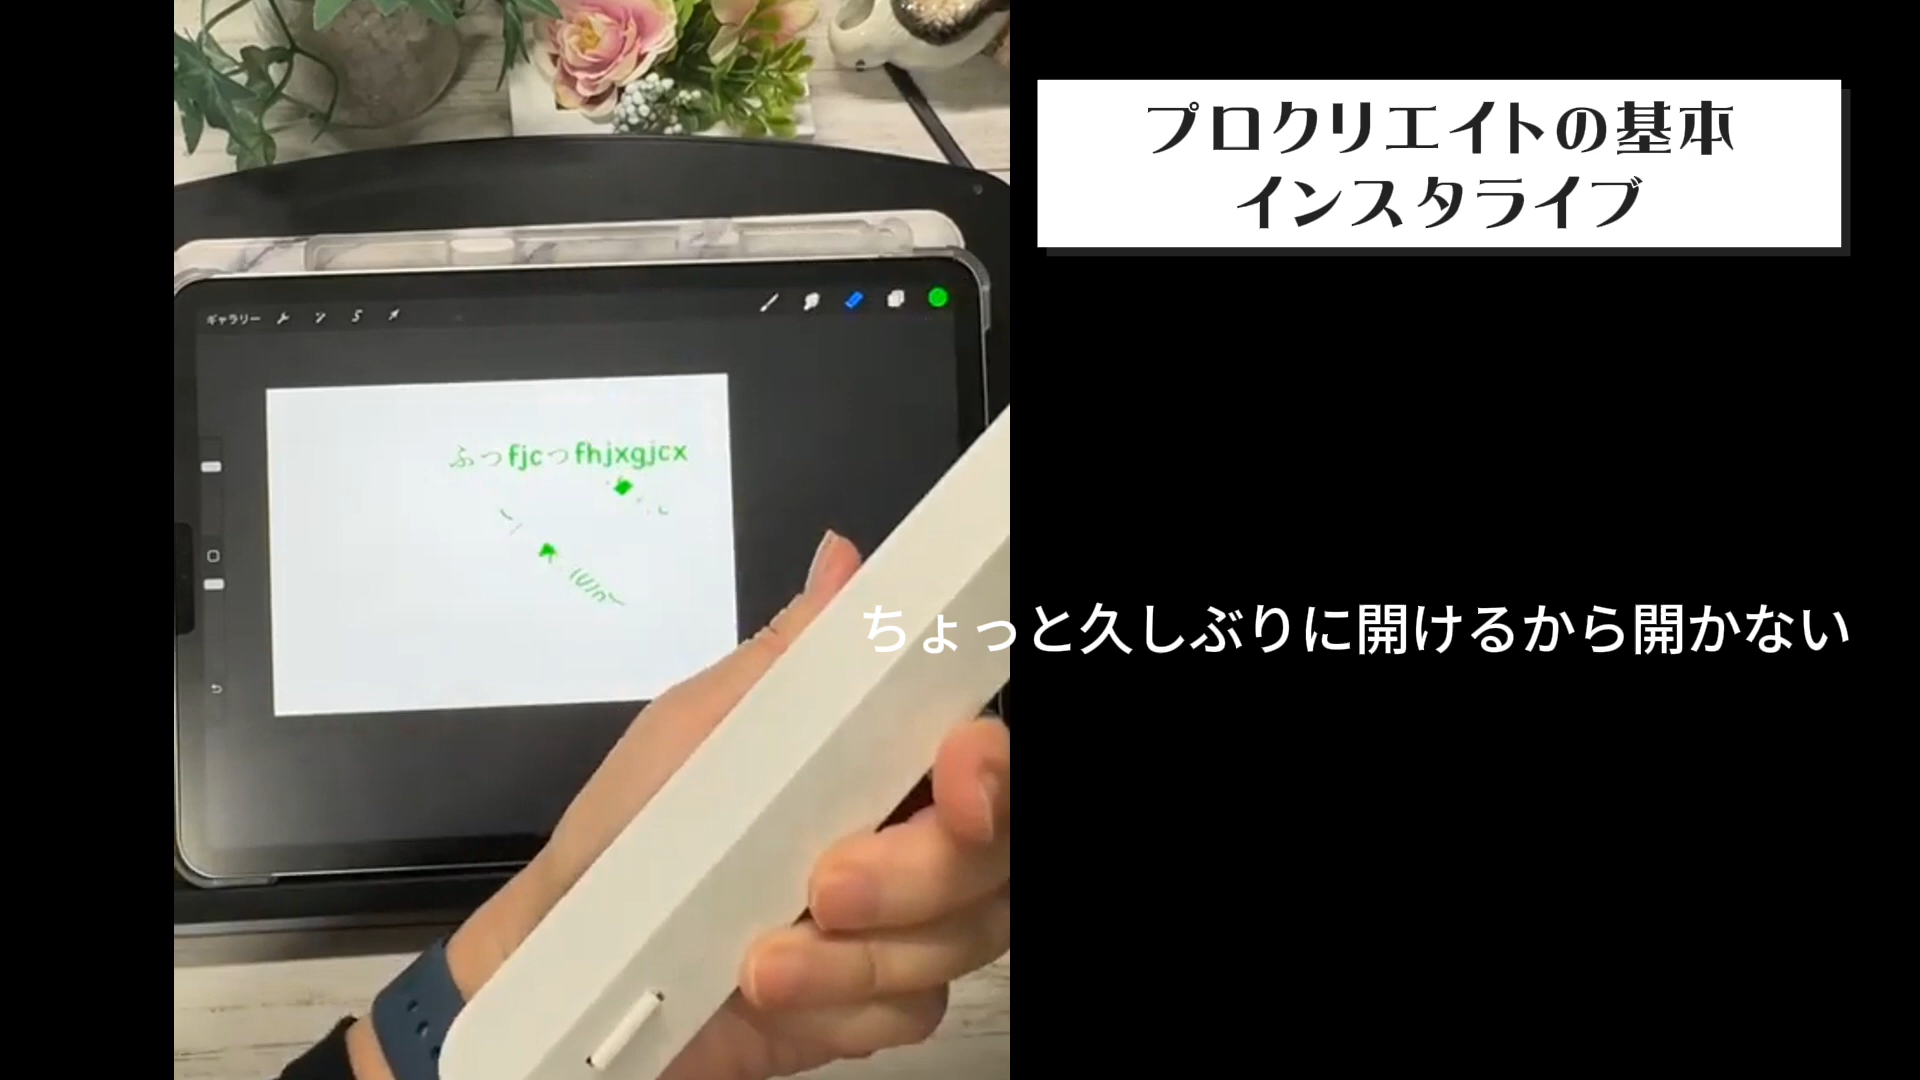 プロクリエイトの基本
インスタライブ
ギャラリー
ふっfjcっfhjxgjcx
ちょっと久しぶりに開けるから開かない